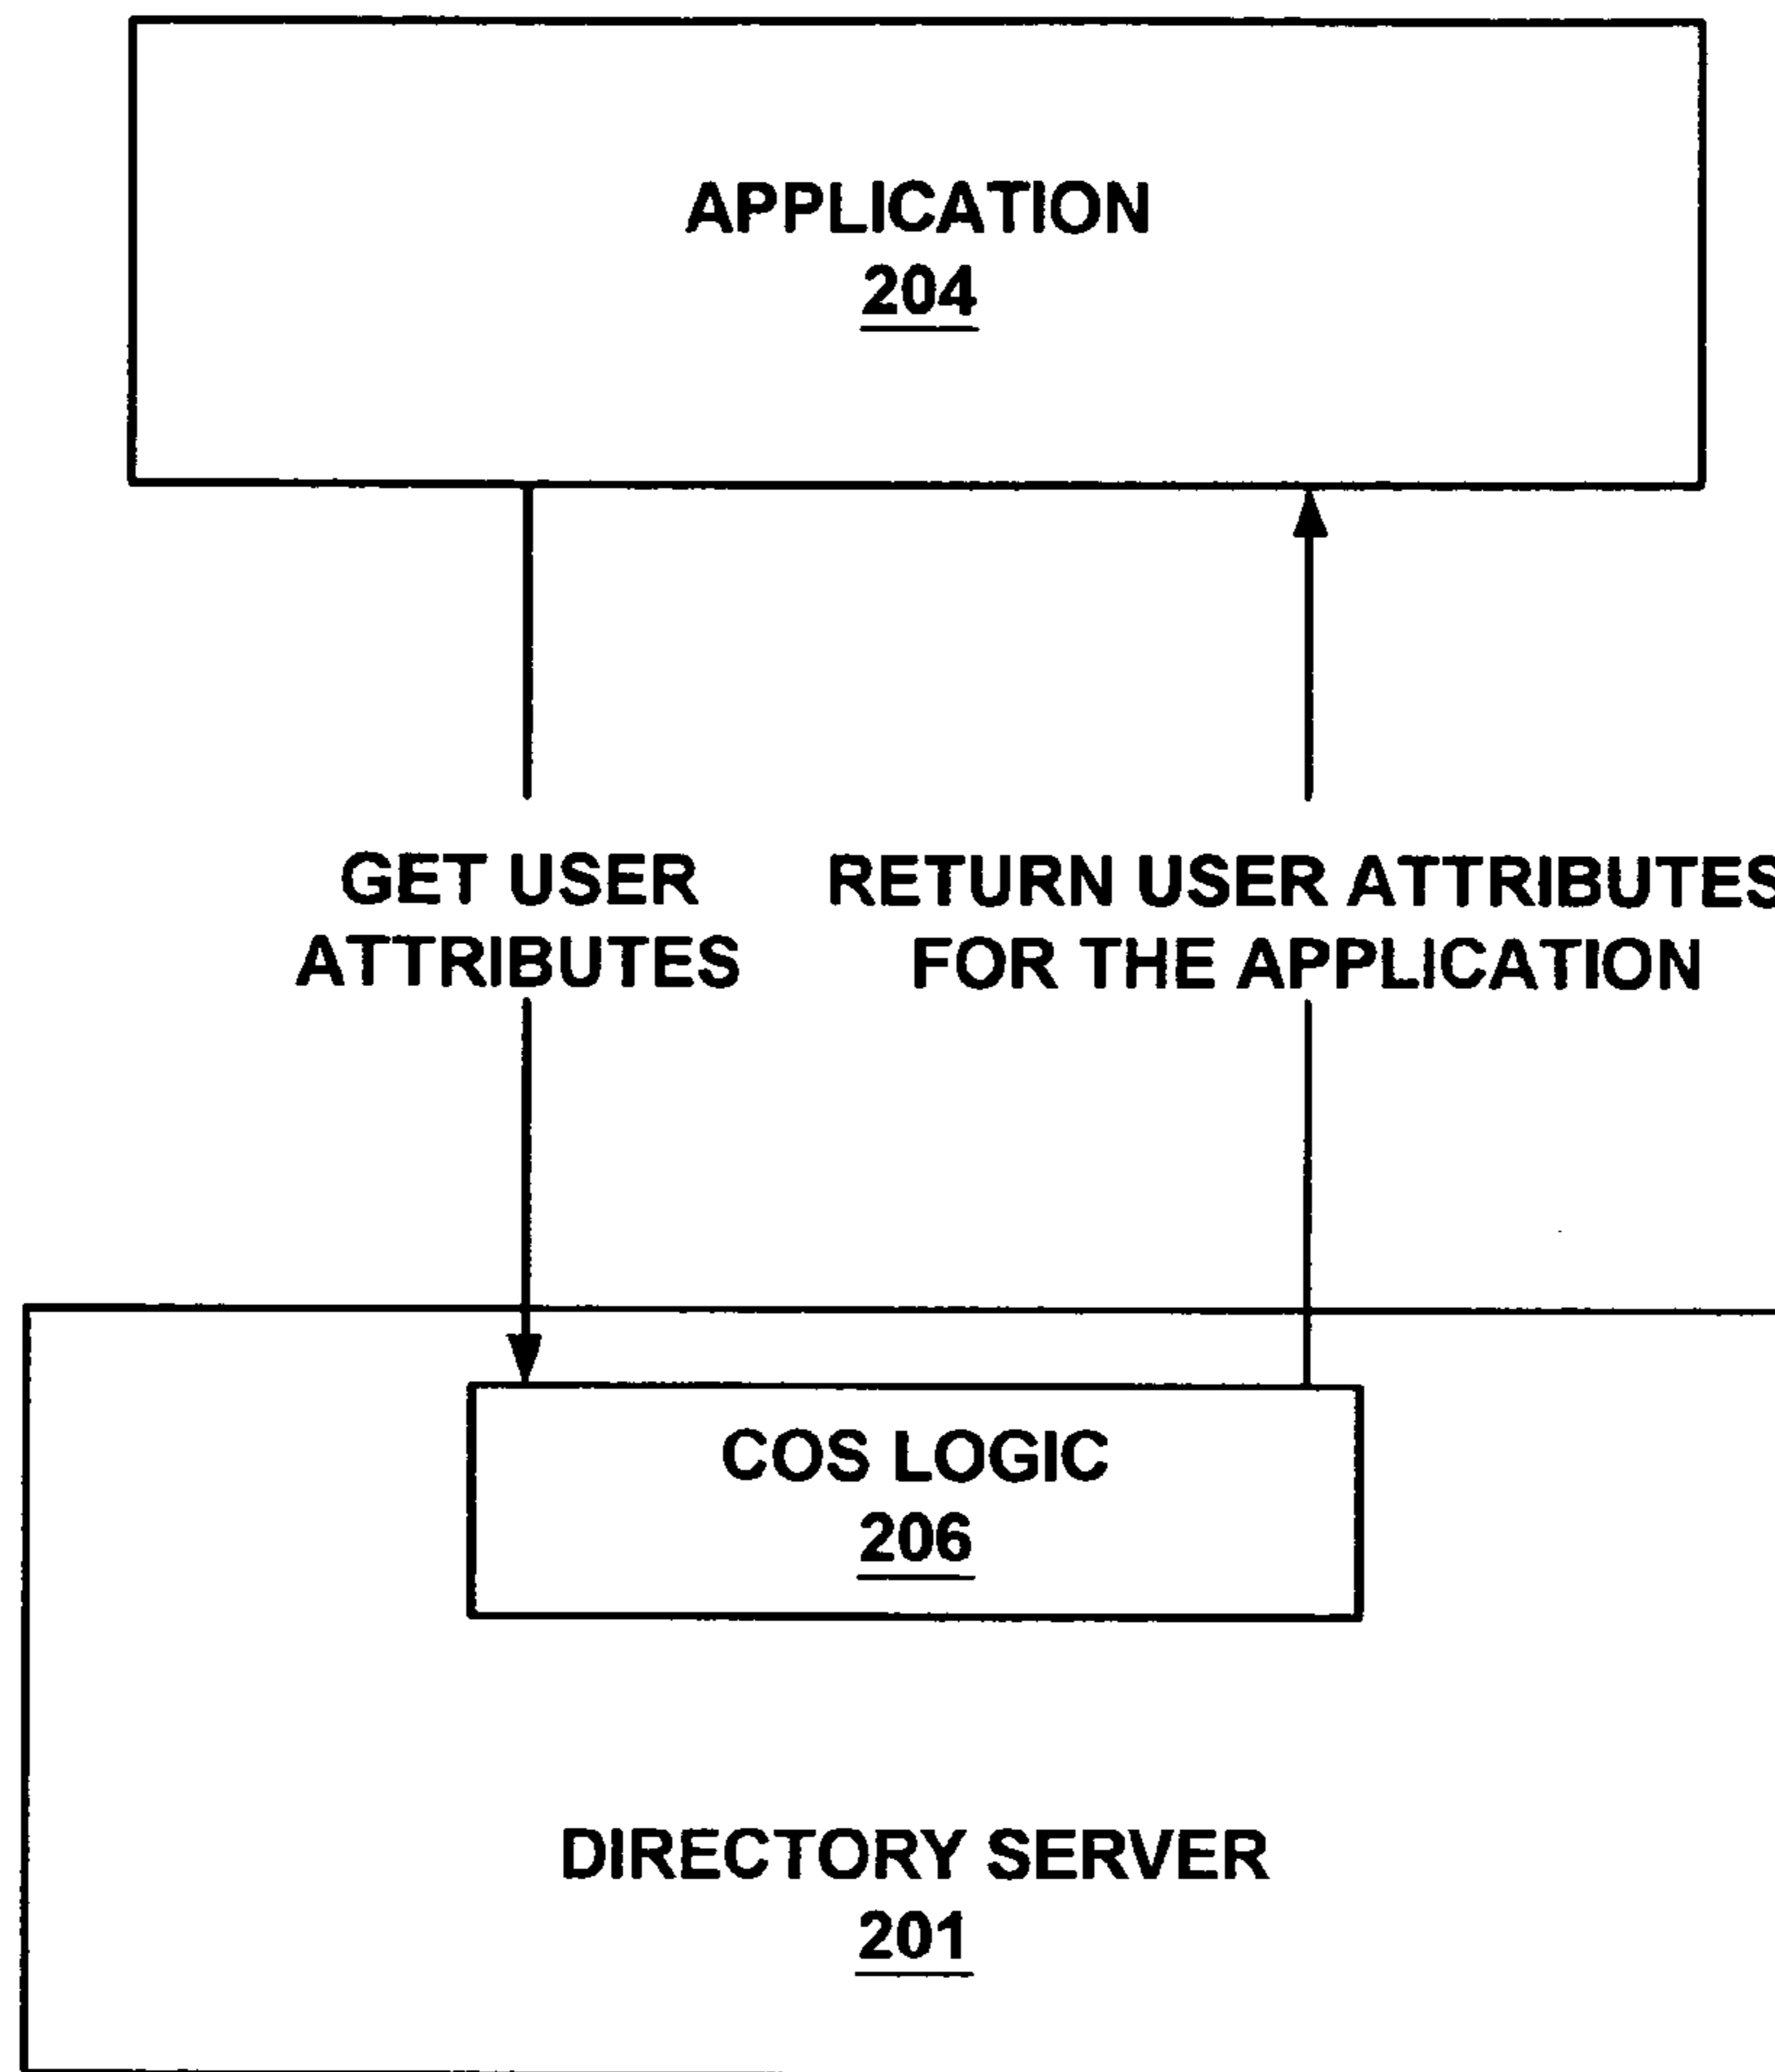 APPLICATION
204
GET USER
ATTRIBUTES
RETURN USER ATTRIBUTES
FOR THE APPLICATION
COS LOGIC
206
DIRECTORY SERVER
201